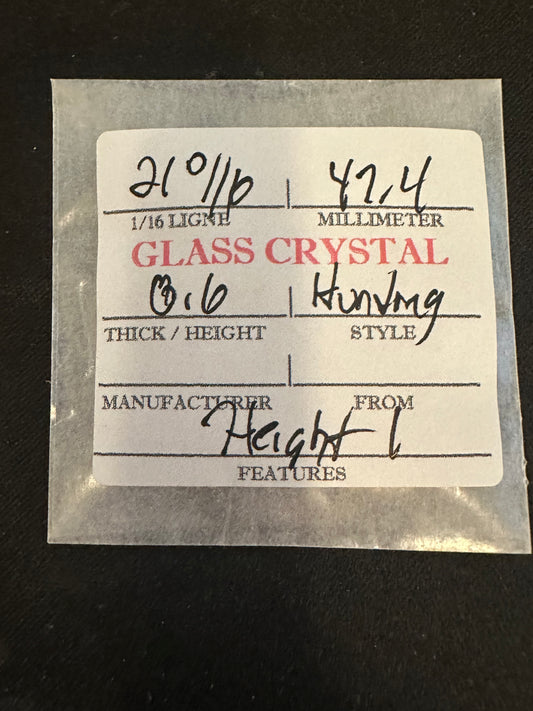 21 0/16 47.4
1/16 LIGNE MILLIMETER
GLASS CRYSTAL
0.6 Hunting
THICK / HEIGHT STYLE
MANUFACTURER FROM
Height 1
FEATURES